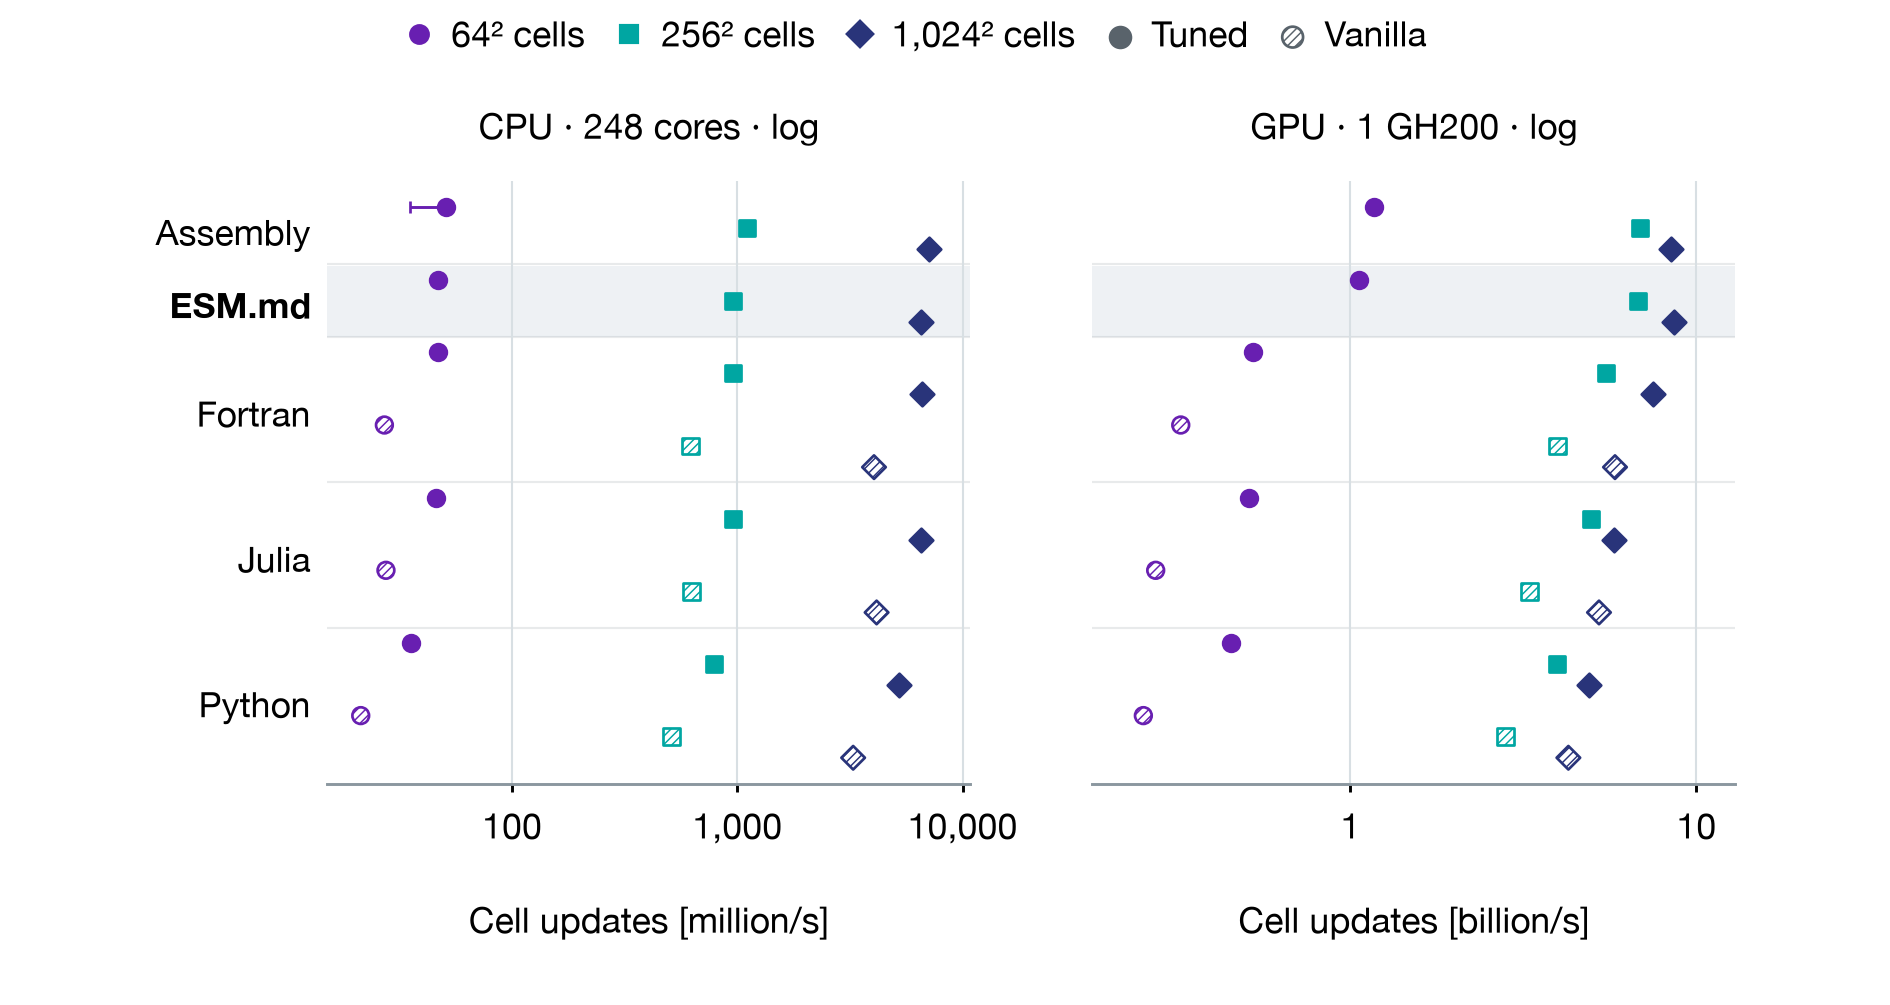 64² cells 256² cells 1,024² cells Tuned Vanilla
CPU · 248 cores · log
GPU · 1 GH200 · log
Assembly
ESM.md
Fortran
Julia
Python
100 1,000 10,000
1 10
Cell updates [million/s]
Cell updates [billion/s]